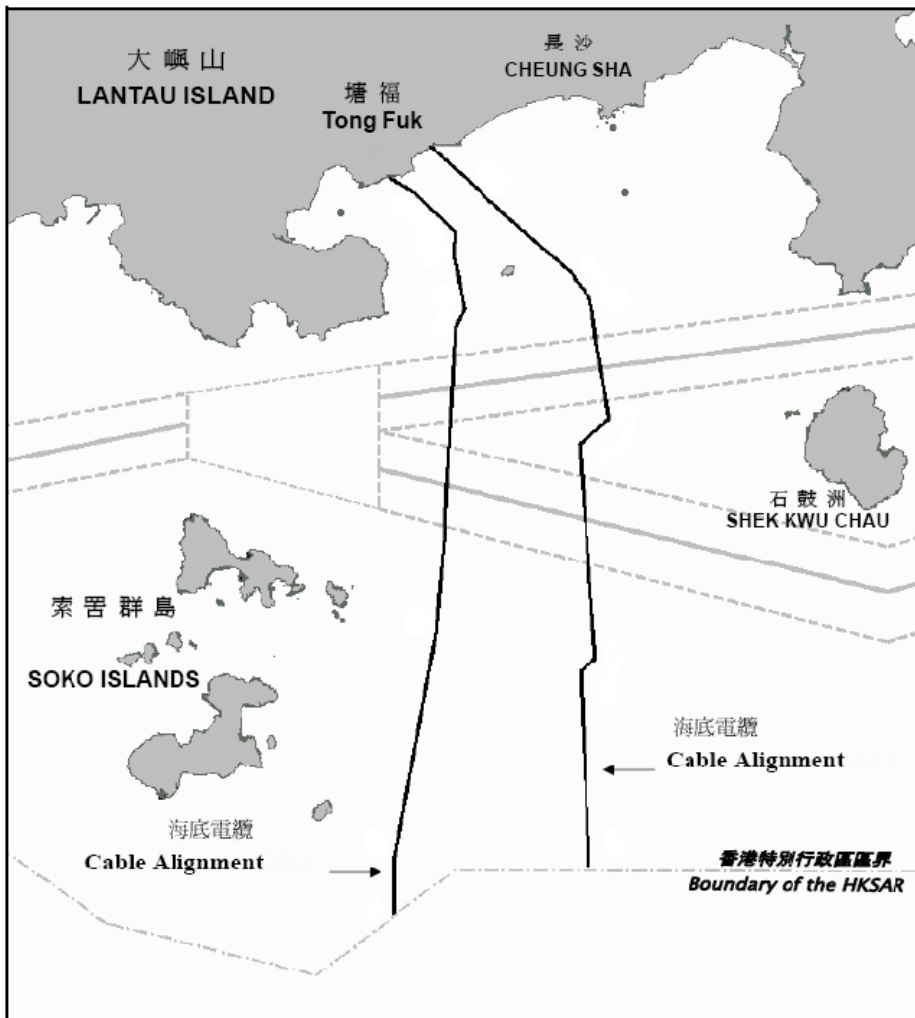 大嶼山
LANTAU ISLAND
長沙
CHEUNG SHA
塘福
Tong Fuk
石鼓洲
SHEK KWU CHAU
索罟群島
SOKO ISLANDS
海底電纜
Cable Alignment
海底電纜
Cable Alignment
香港特別行政區區界
Boundary of the HKSAR